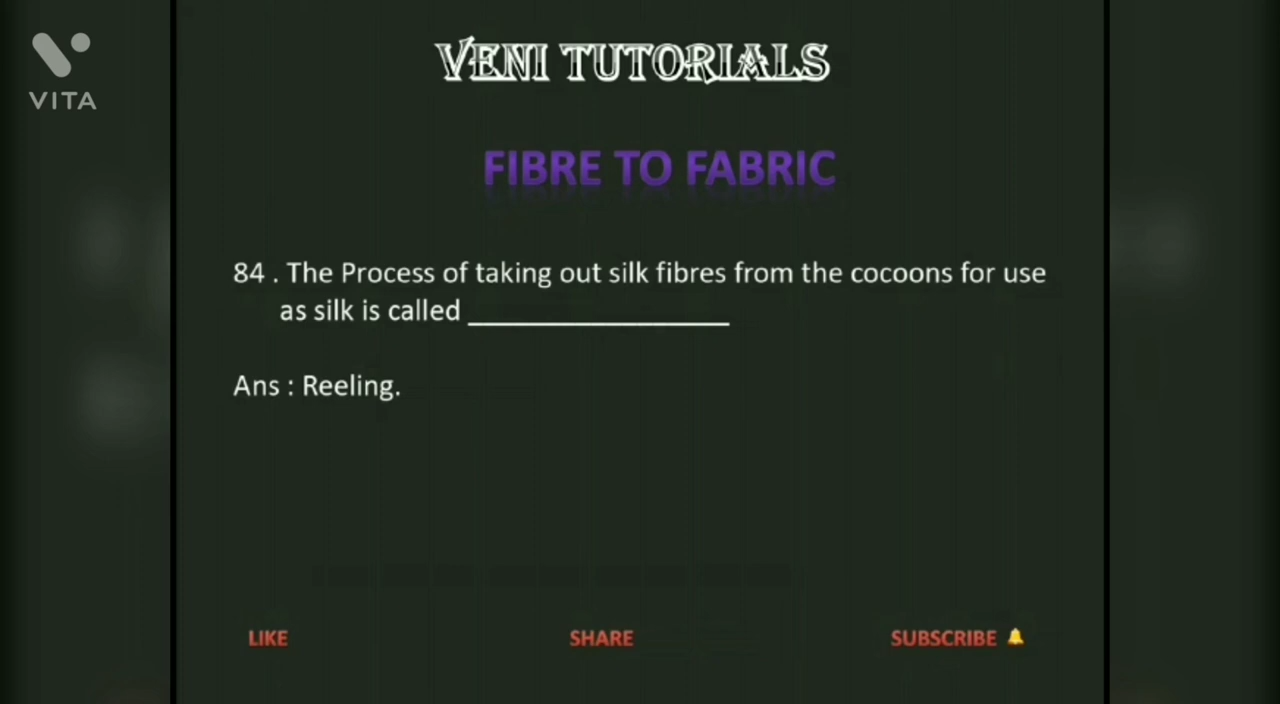 VITA
VENI TUTORIALS
FIBRE TO FABRIC
84 . The Process of taking out silk fibres from the cocoons for use
as silk is called _________________
Ans : Reeling.
LIKE
SHARE
SUBSCRIBE 🔔